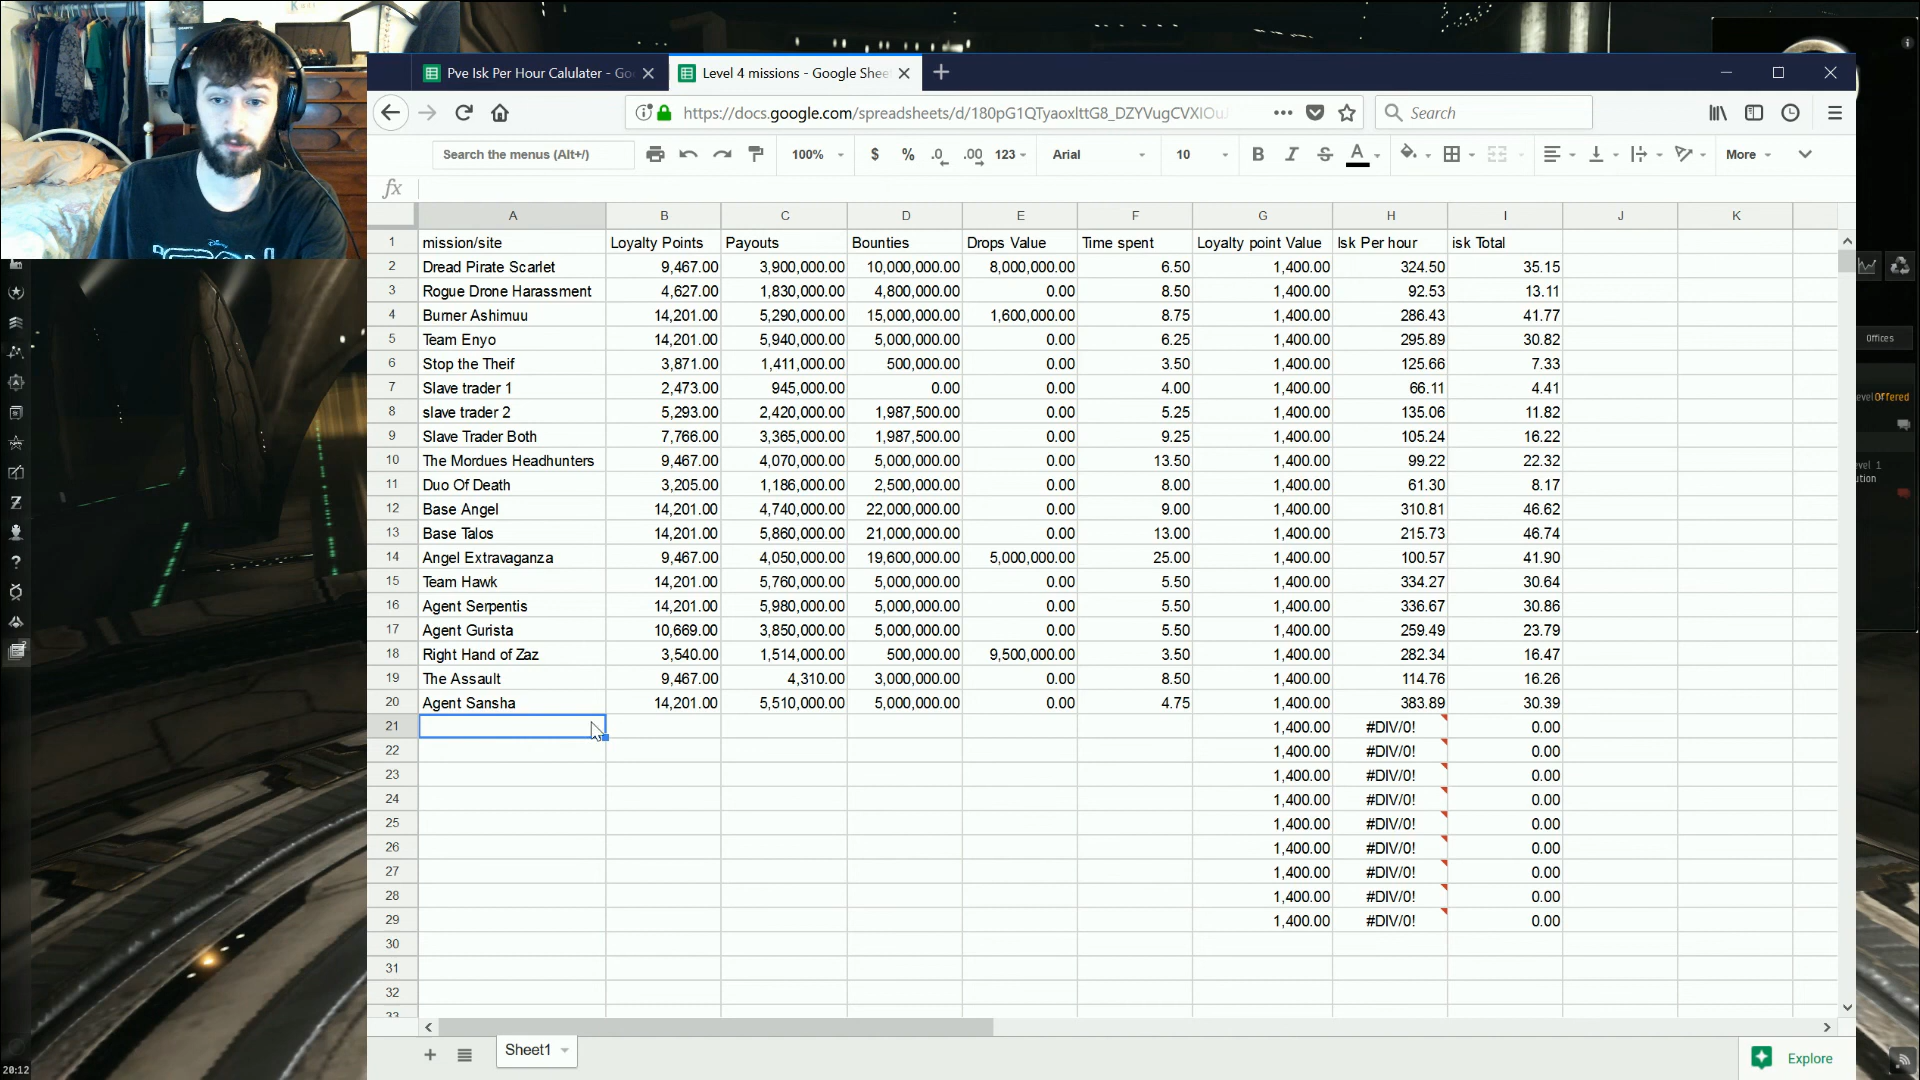 Pve Isk Per Hour Calulater - Go
Level 4 missions - Google Shee
https://docs.google.com/spreadsheets/d/180pG1QTyaoxlttG8_DZYVugCVXIOuJ
Search
Search the menus (Alt+/)
100%
$
%
.0
.00
123
Arial
10
B
I
S
A
More
fx
A B C D E F G H I J K
1 mission/site Loyalty Points Payouts Bounties Drops Value Time spent Loyalty point Value Isk Per hour isk Total
2 Dread Pirate Scarlet 9,467.00 3,900,000.00 10,000,000.00 8,000,000.00 6.50 1,400.00 324.50 35.15
3 Rogue Drone Harassment 4,627.00 1,830,000.00 4,800,000.00 0.00 8.50 1,400.00 92.53 13.11
4 Burner Ashimuu 14,201.00 5,290,000.00 15,000,000.00 1,600,000.00 8.75 1,400.00 286.43 41.77
5 Team Enyo 14,201.00 5,940,000.00 5,000,000.00 0.00 6.25 1,400.00 295.89 30.82
6 Stop the Theif 3,871.00 1,411,000.00 500,000.00 0.00 3.50 1,400.00 125.66 7.33
7 Slave trader 1 2,473.00 945,000.00 0.00 0.00 4.00 1,400.00 66.11 4.41
8 slave trader 2 5,293.00 2,420,000.00 1,987,500.00 0.00 5.25 1,400.00 135.06 11.82
9 Slave Trader Both 7,766.00 3,365,000.00 1,987,500.00 0.00 9.25 1,400.00 105.24 16.22
10 The Mordues Headhunters 9,467.00 4,070,000.00 5,000,000.00 0.00 13.50 1,400.00 99.22 22.32
11 Duo Of Death 3,205.00 1,186,000.00 2,500,000.00 0.00 8.00 1,400.00 61.30 8.17
12 Base Angel 14,201.00 4,740,000.00 22,000,000.00 0.00 9.00 1,400.00 310.81 46.62
13 Base Talos 14,201.00 5,860,000.00 21,000,000.00 0.00 13.00 1,400.00 215.73 46.74
14 Angel Extravaganza 9,467.00 4,050,000.00 19,600,000.00 5,000,000.00 25.00 1,400.00 100.57 41.90
15 Team Hawk 14,201.00 5,760,000.00 5,000,000.00 0.00 5.50 1,400.00 334.27 30.64
16 Agent Serpentis 14,201.00 5,980,000.00 5,000,000.00 0.00 5.50 1,400.00 336.67 30.86
17 Agent Gurista 10,669.00 3,850,000.00 5,000,000.00 0.00 5.50 1,400.00 259.49 23.79
18 Right Hand of Zaz 3,540.00 1,514,000.00 500,000.00 9,500,000.00 3.50 1,400.00 282.34 16.47
19 The Assault 9,467.00 4,310.00 3,000,000.00 0.00 8.50 1,400.00 114.76 16.26
20 Agent Sansha 14,201.00 5,510,000.00 5,000,000.00 0.00 4.75 1,400.00 383.89 30.39
21 1,400.00 #DIV/0! 0.00
22 1,400.00 #DIV/0! 0.00
23 1,400.00 #DIV/0! 0.00
24 1,400.00 #DIV/0! 0.00
25 1,400.00 #DIV/0! 0.00
26 1,400.00 #DIV/0! 0.00
27 1,400.00 #DIV/0! 0.00
28 1,400.00 #DIV/0! 0.00
29 1,400.00 #DIV/0! 0.00
30
31
32
33
Sheet1
Explore
Offices
evelOffered
evel 1
ution
Disney
20:12